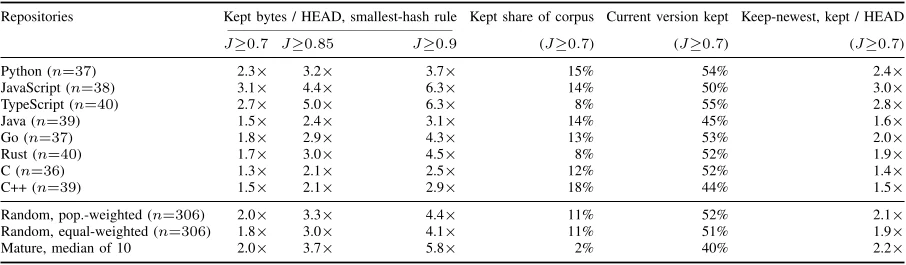 Repositories Kept bytes / HEAD, smallest-hash rule Kept share of corpus Current version kept Keep-newest, kept / HEAD
J≥0.7 J≥0.85 J≥0.9 (J≥0.7) (J≥0.7) (J≥0.7)
Python (n=37) 2.3× 3.2× 3.7× 15% 54% 2.4×
JavaScript (n=38) 3.1× 4.4× 6.3× 14% 50% 3.0×
TypeScript (n=40) 2.7× 5.0× 6.3× 8% 55% 2.8×
Java (n=39) 1.5× 2.4× 3.1× 14% 45% 1.6×
Go (n=37) 1.8× 2.9× 4.3× 13% 53% 2.0×
Rust (n=40) 1.7× 3.0× 4.5× 8% 52% 1.9×
C (n=36) 1.3× 2.1× 2.5× 12% 52% 1.4×
C++ (n=39) 1.5× 2.1× 2.9× 18% 44% 1.5×
Random, pop.-weighted (n=306) 2.0× 3.3× 4.4× 11% 52% 2.1×
Random, equal-weighted (n=306) 1.8× 3.0× 4.1× 11% 51% 1.9×
Mature, median of 10 2.0× 3.7× 5.8× 2% 40% 2.2×